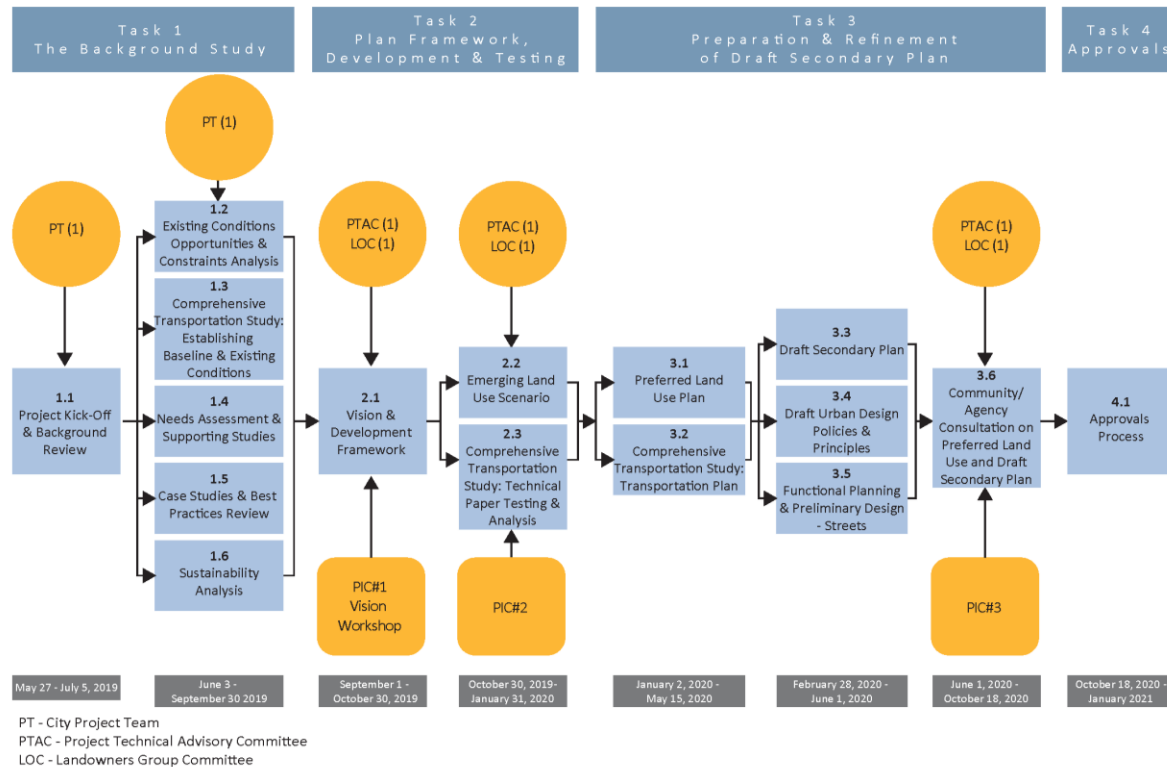 Task 1
The Background Study
Task 2
Plan Framework,
Development & Testing
Task 3
Preparation & Refinement
of Draft Secondary Plan
Task 4
Approvals
PT (1)
PT (1)
1.1
Project Kick-Off
& Background
Review
1.2
Existing Conditions
Opportunities &
Constraints Analysis
1.3
Comprehensive
Transportation Study:
Establishing
Baseline & Existing
Conditions
1.4
Needs Assessment &
Supporting Studies
1.5
Case Studies & Best
Practices Review
1.6
Sustainability
Analysis
PTAC (1)
LOC (1)
2.1
Vision &
Development
Framework
PIC#1
Vision
Workshop
PTAC (1)
LOC (1)
2.2
Emerging Land
Use Scenario
2.3
Comprehensive
Transportation
Study: Technical
Paper Testing &
Analysis
PIC#2
3.1
Preferred Land
Use Plan
3.2
Comprehensive
Transportation Study:
Transportation Plan
3.3
Draft Secondary Plan
3.4
Draft Urban Design
Policies &
Principles
3.5
Functional Planning
& Preliminary Design
- Streets
PTAC (1)
LOC (1)
3.6
Community/
Agency
Consultation on
Preferred Land
Use and Draft
Secondary Plan
PIC#3
4.1
Approvals
Process
May 27 - July 5, 2019
June 3 -
September 30 2019
September 1 -
October 30, 2019
October 30, 2019-
January 31, 2020
January 2, 2020 -
May 15, 2020
February 28, 2020 -
June 1, 2020
June 1, 2020 -
October 18, 2020
October 18, 2020 -
January 2021
PT - City Project Team
PTAC - Project Technical Advisory Committee
LOC - Landowners Group Committee